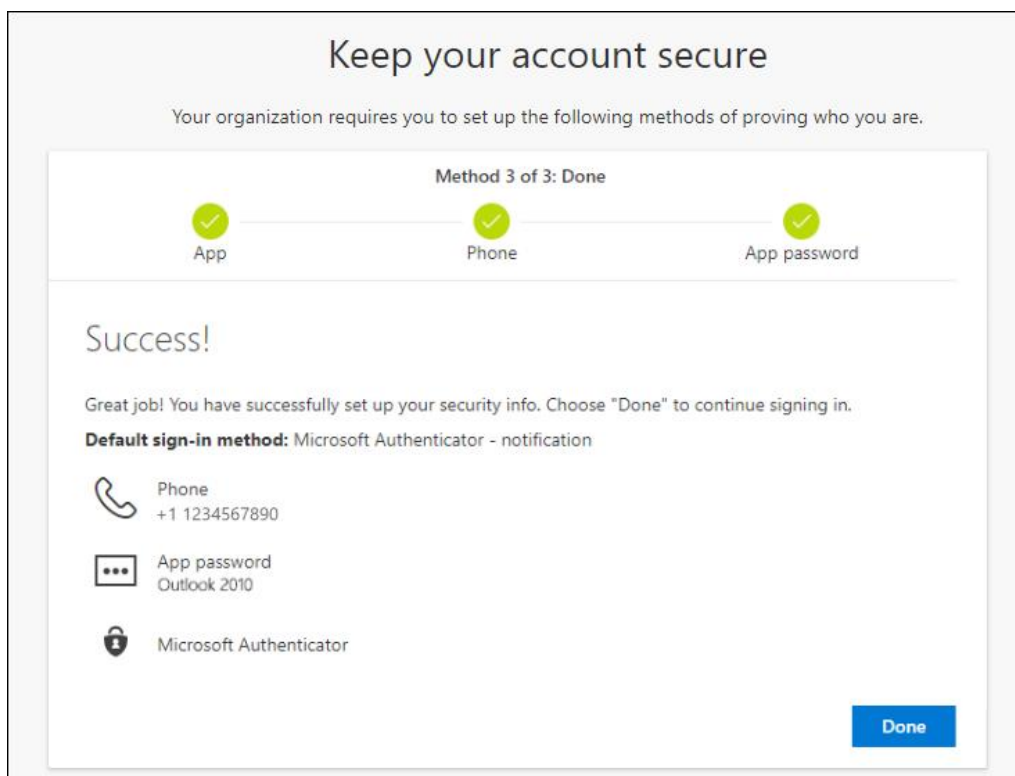 Keep your account secure
Your organization requires you to set up the following methods of proving who you are.
Method 3 of 3: Done
App
Phone
App password
Success!
Great job! You have successfully set up your security info. Choose "Done" to continue signing in.
Default sign-in method: Microsoft Authenticator - notification
Phone
+1 1234567890
App password
Outlook 2010
Microsoft Authenticator
Done